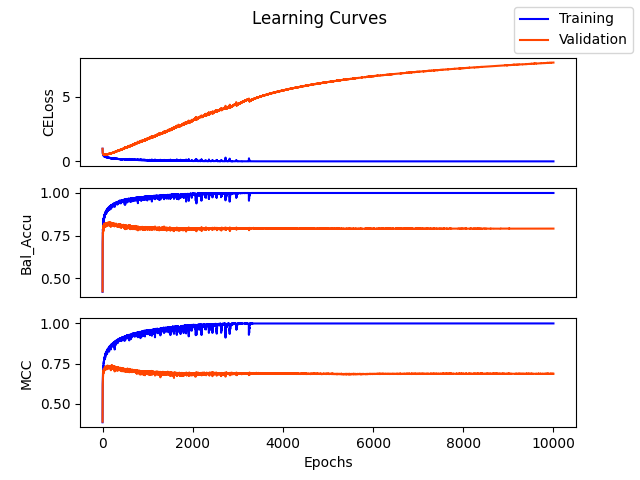 Learning Curves
Training
Validation
CELoss
5
0
Bal_Accu
1.00
0.75
0.50
MCC
1.00
0.75
0.50
0 2000 4000 6000 8000 10000
Epochs